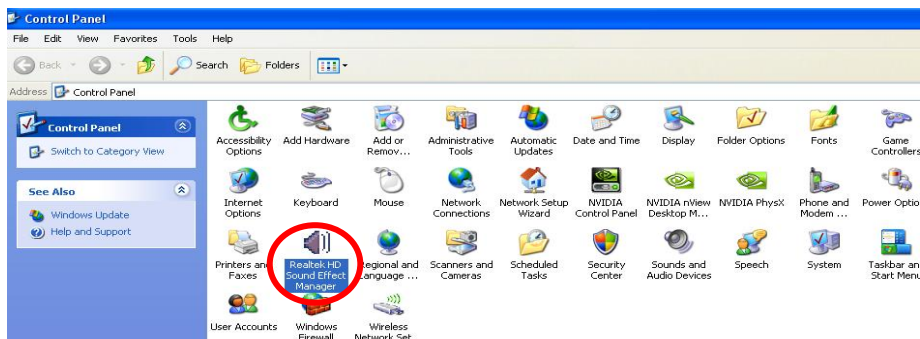 Control Panel
File Edit View Favorites Tools Help
Back Search Folders
Address Control Panel
Control Panel
Switch to Category View
See Also
Windows Update
Help and Support
Accessibility Options
Add Hardware
Add or Remov...
Administrative Tools
Automatic Updates
Date and Time
Display
Folder Options
Fonts
Game Controllers
Internet Options
Keyboard
Mouse
Network Connections
Network Setup Wizard
NVIDIA Control Panel
NVIDIA nView Desktop M...
NVIDIA PhysX
Phone and Modem ...
Power Optio
Printers and Faxes
Realtek HD Sound Effect Manager
Regional and Language ...
Scanners and Cameras
Scheduled Tasks
Security Center
Sounds and Audio Devices
Speech
System
Taskbar an Start Menu
User Accounts
Windows Firewall
Wireless Network Set